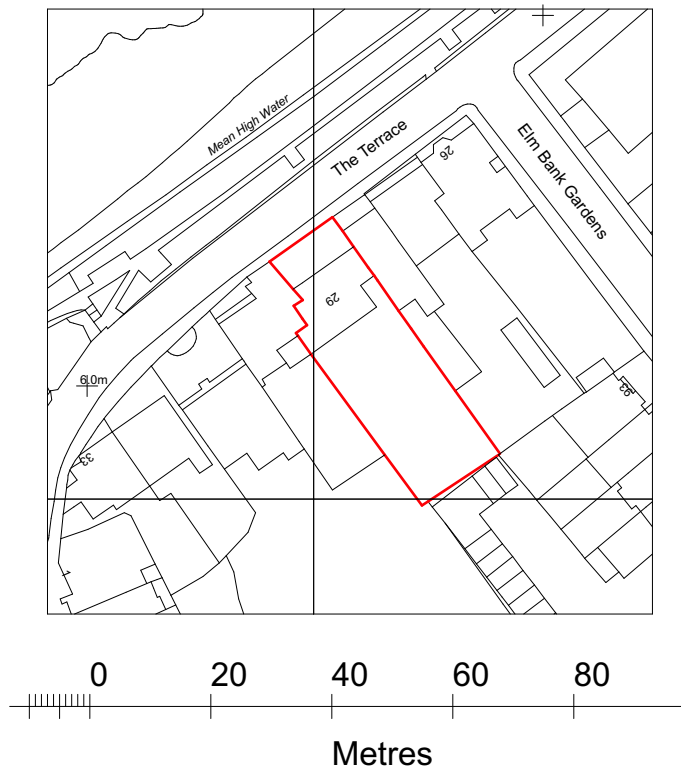 Mean High Water
The Terrace
26
Elm Bank Gardens
29
6.0m
93
33
0 20 40 60 80
Metres